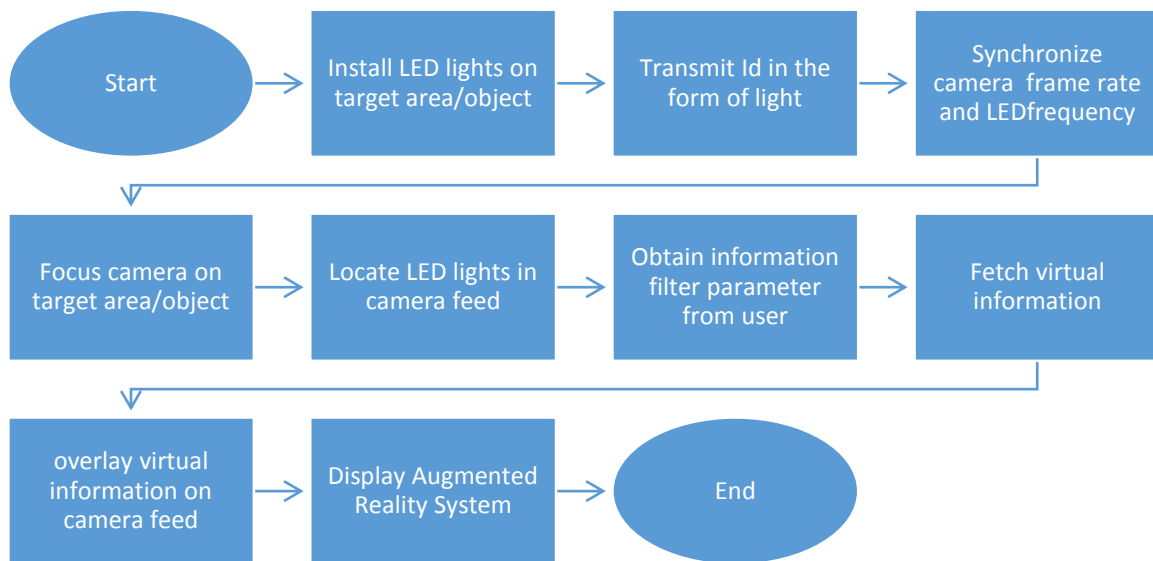 Start
Install LED lights on
target area/object
Transmit Id in the
form of light
Synchronize
camera frame rate
and LEDfrequency
Focus camera on
target area/object
Locate LED lights in
camera feed
Obtain information
filter parameter
from user
Fetch virtual
information
overlay virtual
information on
camera feed
Display Augmented
Reality System
End